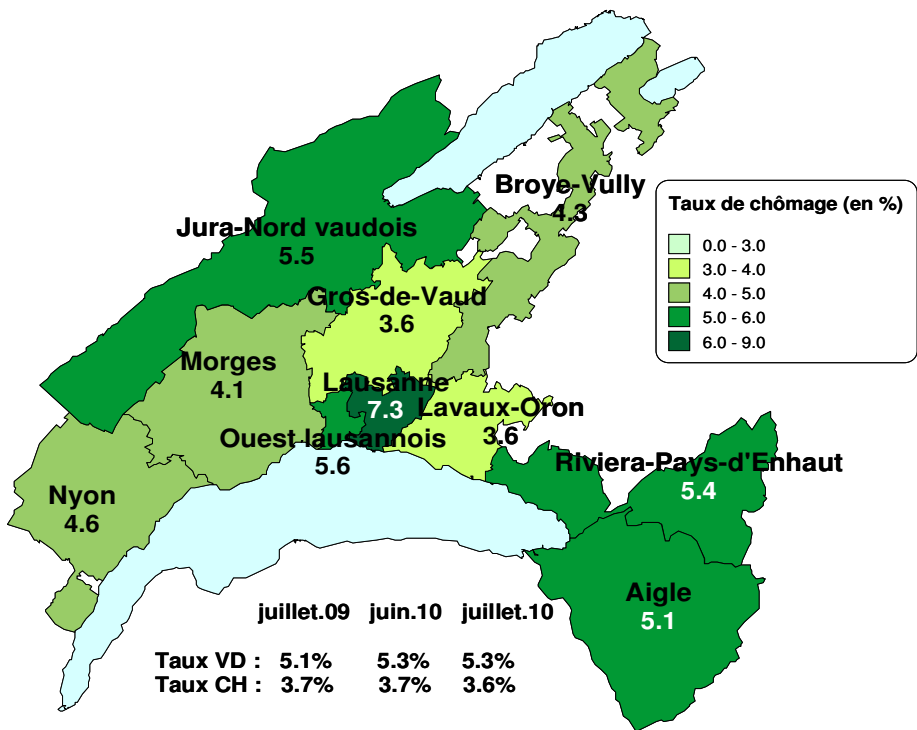 Broye-Vully
4.3
Taux de chômage (en %)
0.0 - 3.0
3.0 - 4.0
4.0 - 5.0
5.0 - 6.0
6.0 - 9.0
Jura-Nord vaudois
5.5
Gros-de-Vaud
3.6
Morges
4.1
Lausanne
7.3
Lavaux-Oron
3.6
Ouest lausannois
5.6
Riviera-Pays-d'Enhaut
5.4
Nyon
4.6
Aigle
5.1
juillet.09 juin.10 juillet.10
Taux VD : 5.1% 5.3% 5.3%
Taux CH : 3.7% 3.7% 3.6%